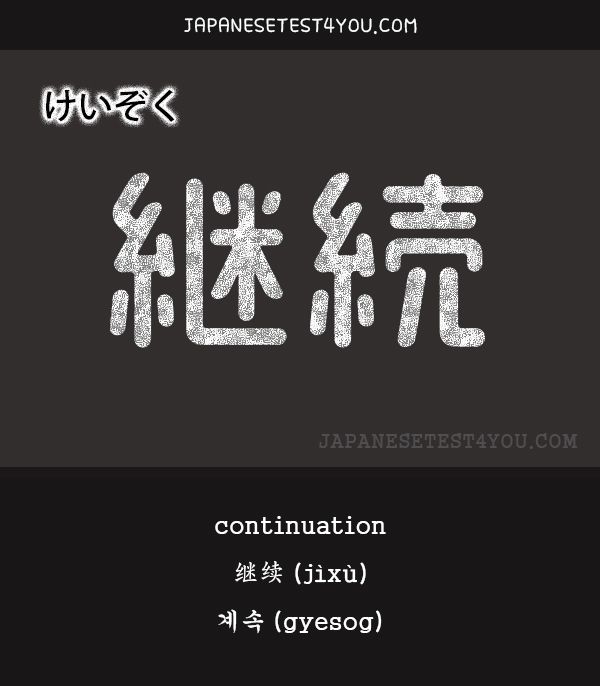 JAPANESETEST4YOU.COM
けいぞく
継続
JAPANESETEST4YOU.COM
continuation
继续 (jìxù)
계속 (gyesog)